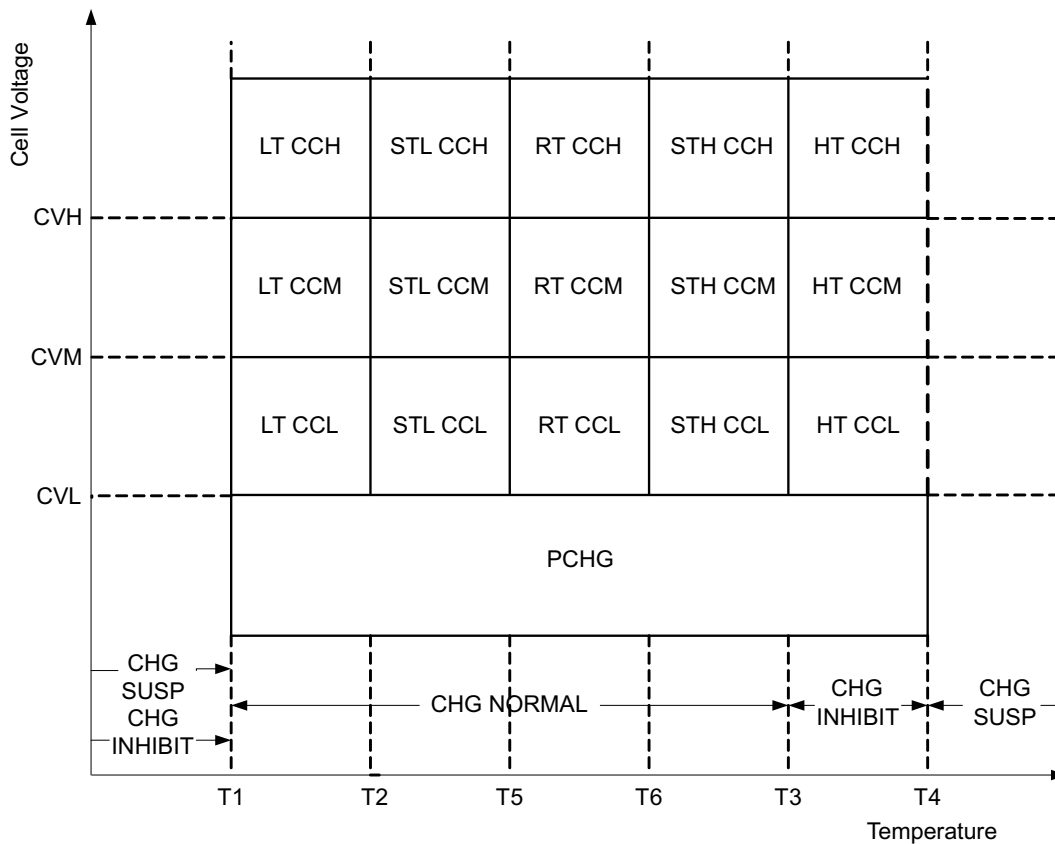 Cell Voltage
LT CCH STL CCH RT CCH STH CCH HT CCH
CVH
LT CCM STL CCM RT CCM STH CCM HT CCM
CVM
LT CCL STL CCL RT CCL STH CCL HT CCL
CVL
PCHG
CHG
SUSP
CHG
INHIBIT
CHG NORMAL
CHG
INHIBIT
CHG
SUSP
T1 T2 T5 T6 T3 T4
Temperature